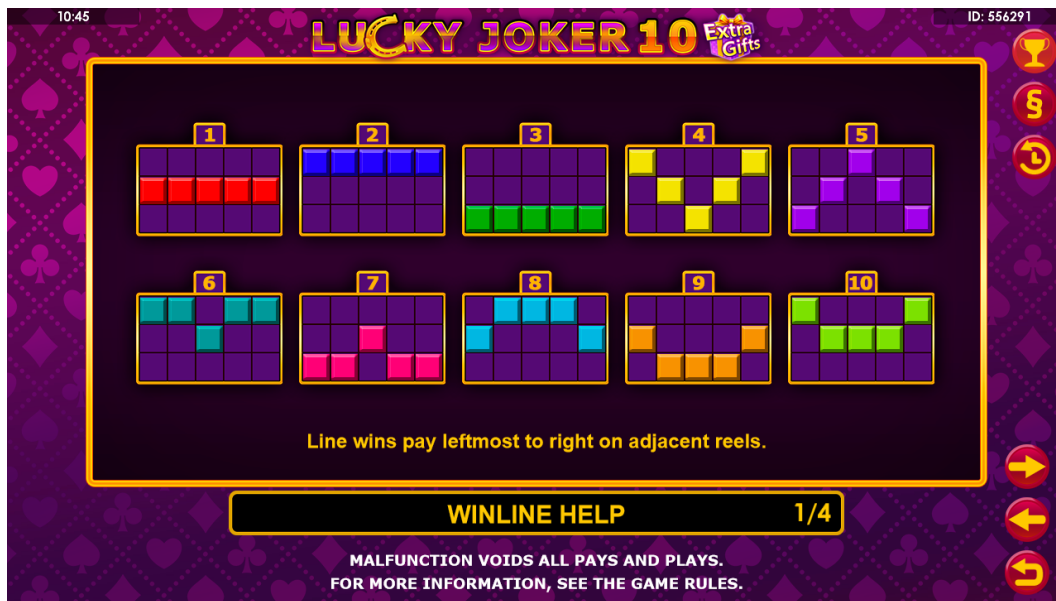 10:45
ID: 556291
LUCKY JOKER 10
Extra
Gifts
§
1 2 3 4 5
6 7 8 9 10
Line wins pay leftmost to right on adjacent reels.
WINLINE HELP 1/4
MALFUNCTION VOIDS ALL PAYS AND PLAYS.
FOR MORE INFORMATION, SEE THE GAME RULES.